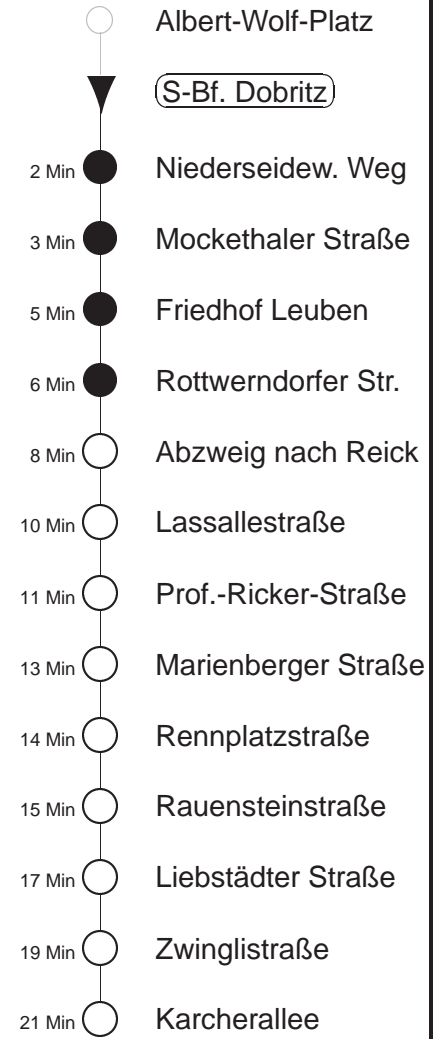 Albert-Wolf-Platz
S-Bf. Dobritz
2 Min Niederseidew. Weg
3 Min Mockethaler Straße
5 Min Friedhof Leuben
6 Min Rottwerndorfer Str.
8 Min Abzweig nach Reick
10 Min Lassallestraße
11 Min Prof.-Ricker-Straße
13 Min Marienberger Straße
14 Min Rennplatzstraße
15 Min Rauensteinstraße
17 Min Liebstädter Straße
19 Min Zwinglistraße
21 Min Karcherallee